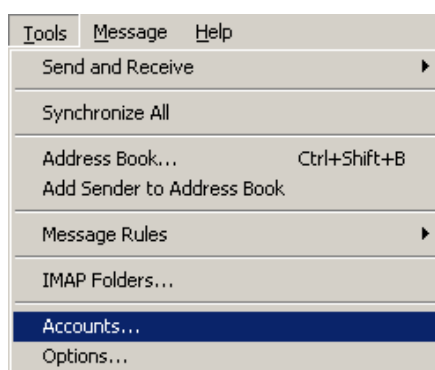 Tools Message Help
Send and Receive
Synchronize All
Address Book... Ctrl+Shift+B
Add Sender to Address Book
Message Rules
IMAP Folders...
Accounts...
Options...